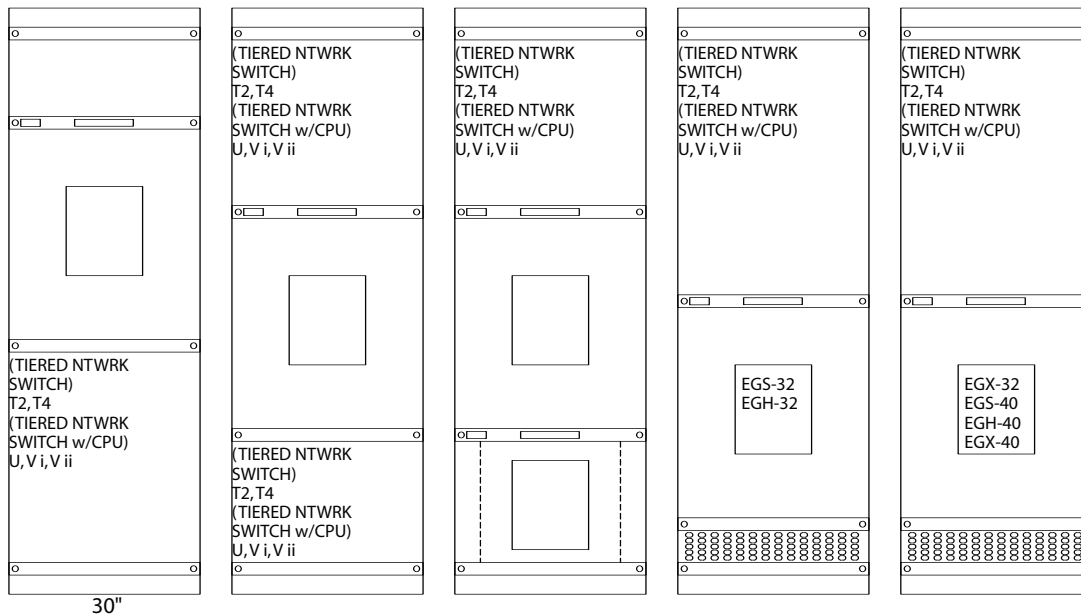 (TIERED NTWRK
SWITCH)
T2,T4
(TIERED NTWRK
SWITCH w/CPU)
U,V i,V ii
30"
(TIERED NTWRK
SWITCH)
T2,T4
(TIERED NTWRK
SWITCH w/CPU)
U,V i,V ii
(TIERED NTWRK
SWITCH)
T2,T4
(TIERED NTWRK
SWITCH w/CPU)
U,V i,V ii
(TIERED NTWRK
SWITCH)
T2,T4
(TIERED NTWRK
SWITCH w/CPU)
U,V i,V ii
(TIERED NTWRK
SWITCH)
T2,T4
(TIERED NTWRK
SWITCH w/CPU)
U,V i,V ii
EGS-32
EGH-32
(TIERED NTWRK
SWITCH)
T2,T4
(TIERED NTWRK
SWITCH w/CPU)
U,V i,V ii
EGX-32
EGS-40
EGH-40
EGX-40